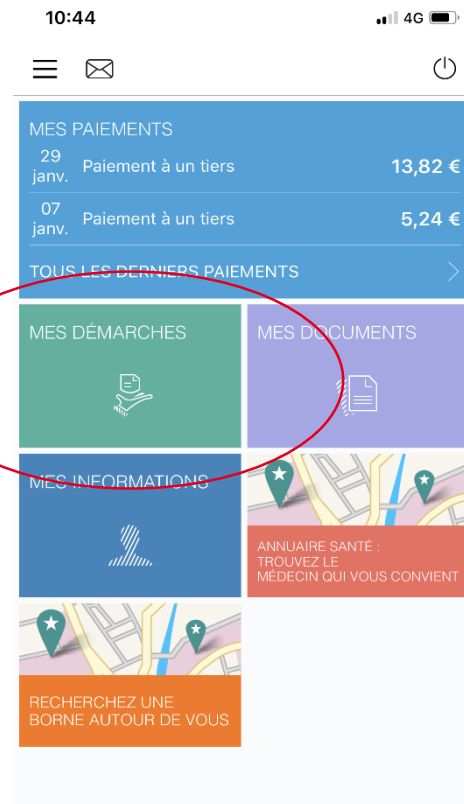 10:44
4G
MES PAIEMENTS
29
janv.
Paiement à un tiers
13,82 €
07
janv.
Paiement à un tiers
5,24 €
TOUS LES DERNIERS PAIEMENTS
MES DÉMARCHES
MES DOCUMENTS
MES INFORMATIONS
ANNUAIRE SANTÉ :
TROUVEZ LE
MÉDECIN QUI VOUS CONVIENT
RECHERCHEZ UNE
BORNE AUTOUR DE VOUS